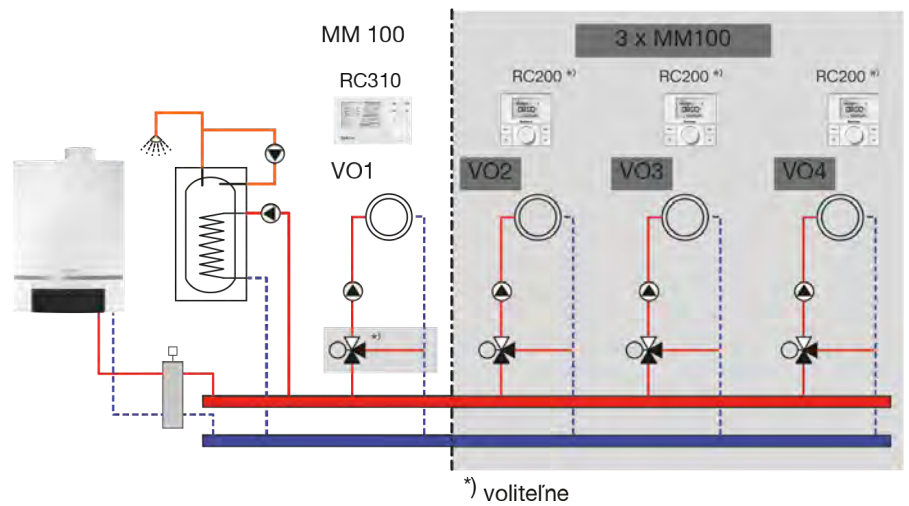 MM 100
3 x MM100
RC310
RC200 *)
RC200 *)
RC200 *)
VO1
VO2
VO3
VO4
*)
*) voliteľne